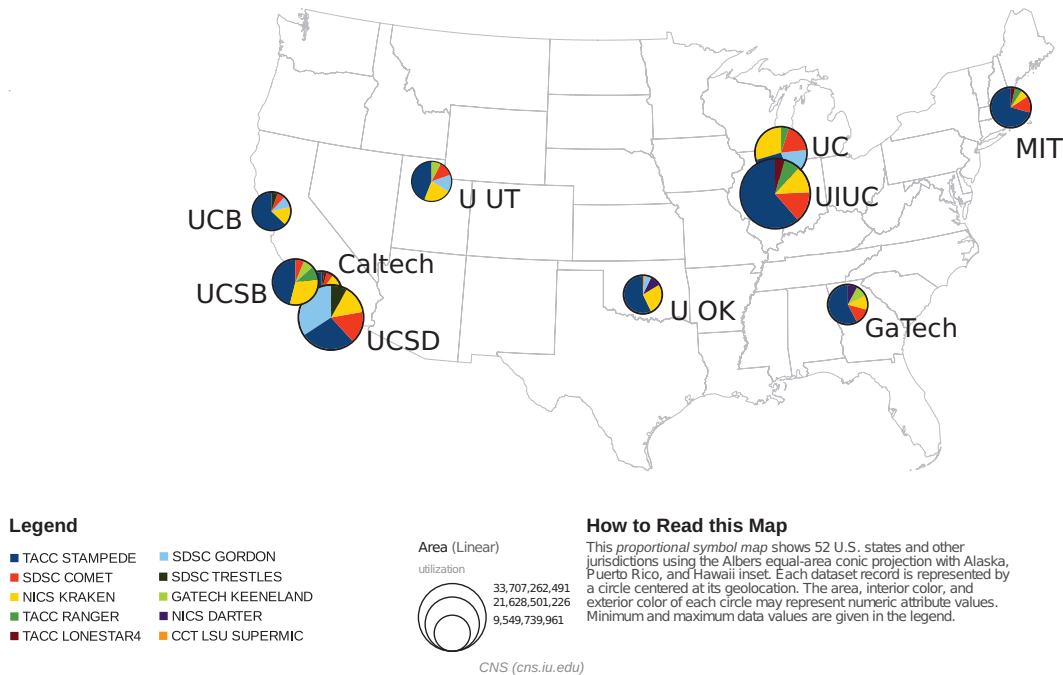 UC
MIT
U UT
UIUC
UCB
Caltech
UCSB
U OK
UCSD
GaTech
Legend
TACC STAMPEDE
SDSC COMET
NICS KRAKEN
TACC RANGER
TACC LONESTAR4
SDSC GORDON
SDSC TRESTLES
GATECH KEENELAND
NICS DARTER
CCT LSU SUPERMIC
Area (Linear)
utilization
33,707,262,491
21,628,501,226
9,549,739,961
How to Read this Map
This proportional symbol map shows 52 U.S. states and other
jurisdictions using the Albers equal-area conic projection with Alaska,
Puerto Rico, and Hawaii inset. Each dataset record is represented by
a circle centered at its geolocation. The area, interior color, and
exterior color of each circle may represent numeric attribute values.
Minimum and maximum data values are given in the legend.
CNS (cns.iu.edu)